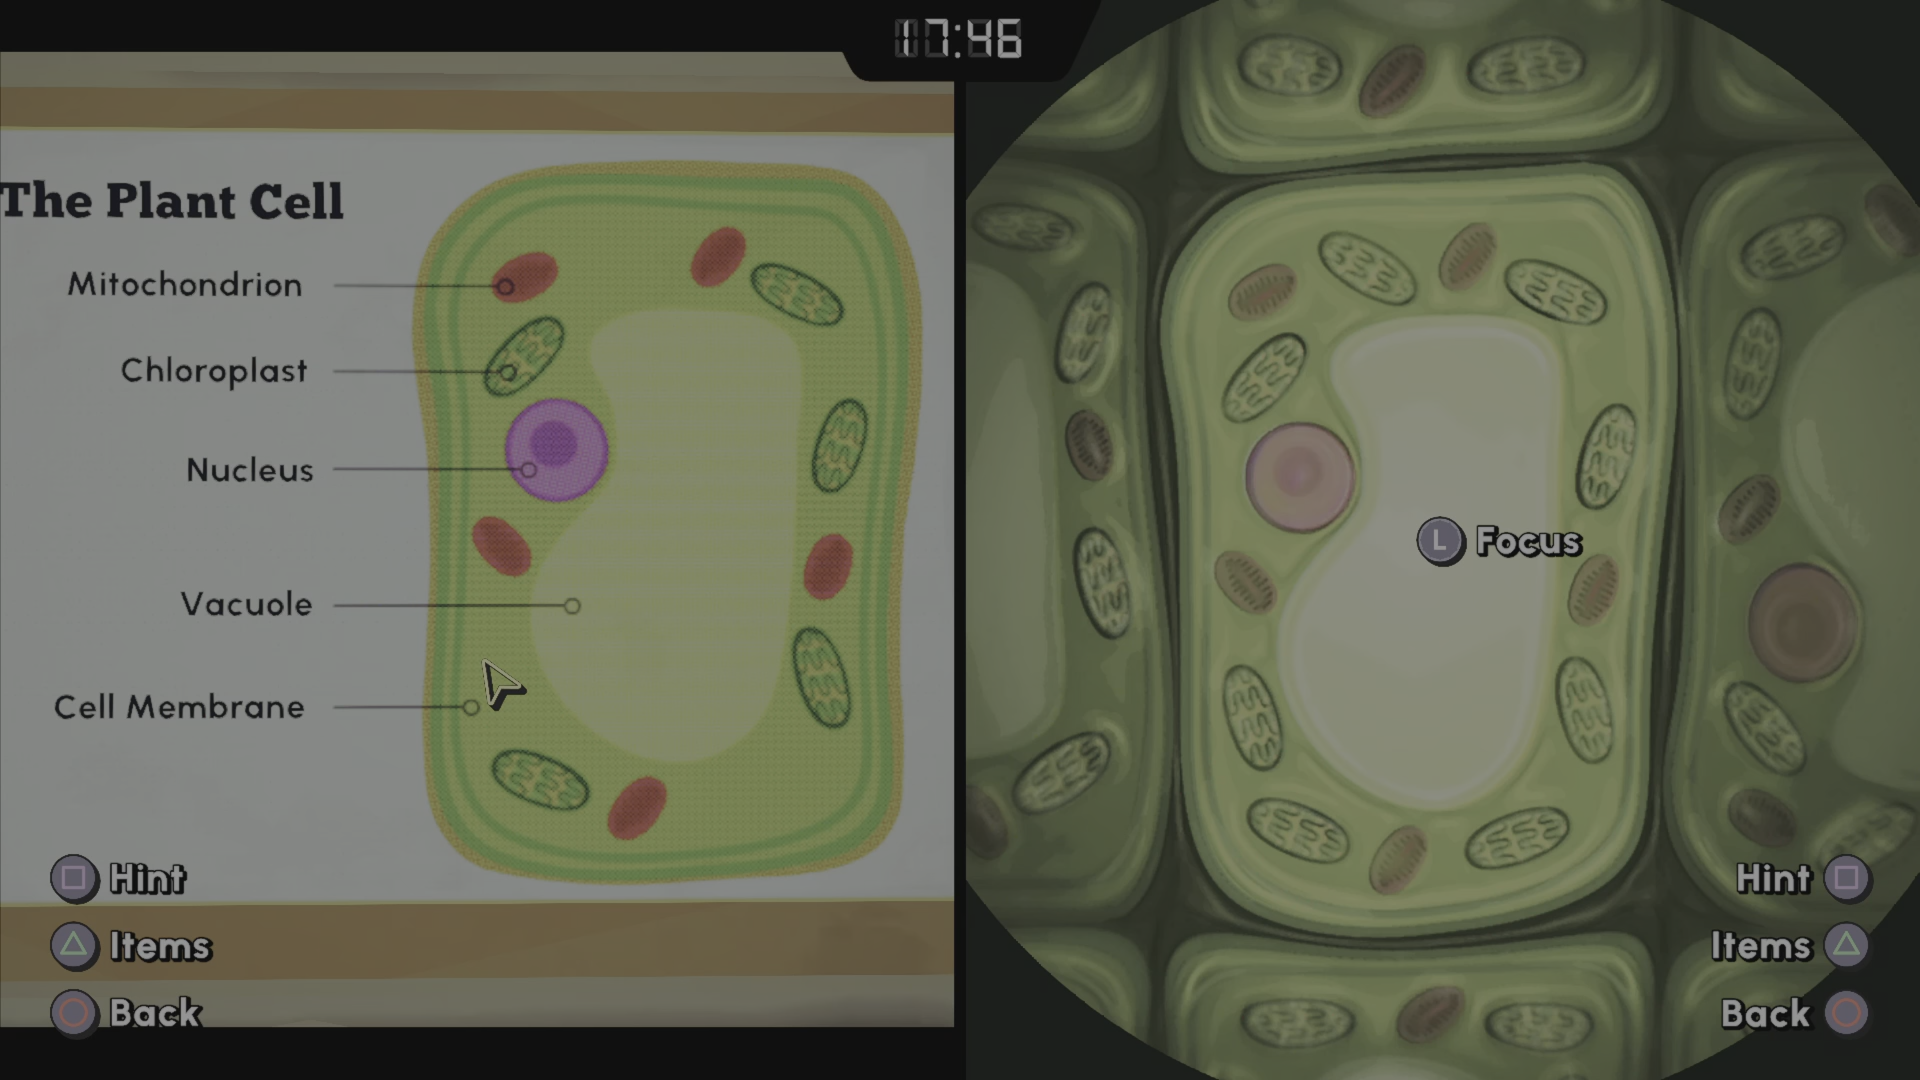 17:46
The Plant Cell
Mitochondrion
Chloroplast
Nucleus
Vacuole
Cell Membrane
L Focus
Hint
Items
Back
Hint
Items
Back